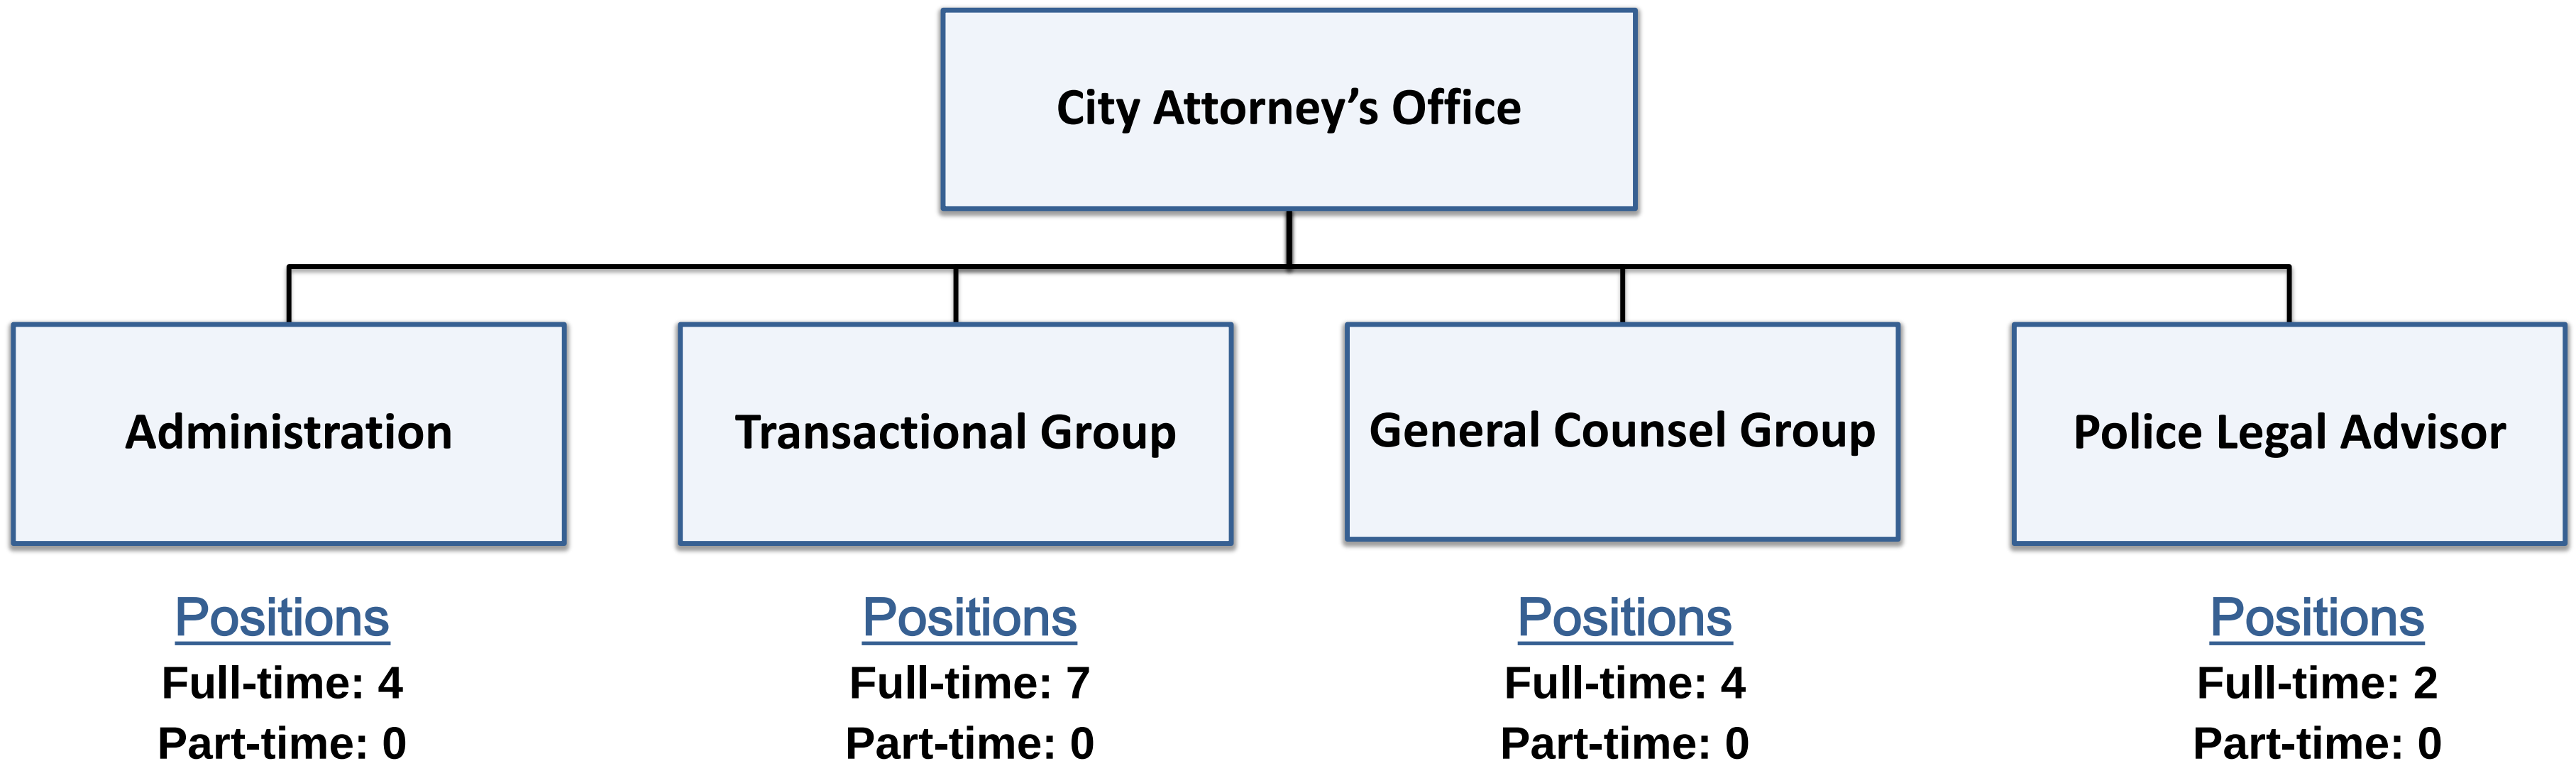 City Attorney’s Office
Administration
Transactional Group
General Counsel Group
Police Legal Advisor
Positions
Full-time: 4
Part-time: 0
Positions
Full-time: 7
Part-time: 0
Positions
Full-time: 4
Part-time: 0
Positions
Full-time: 2
Part-time: 0